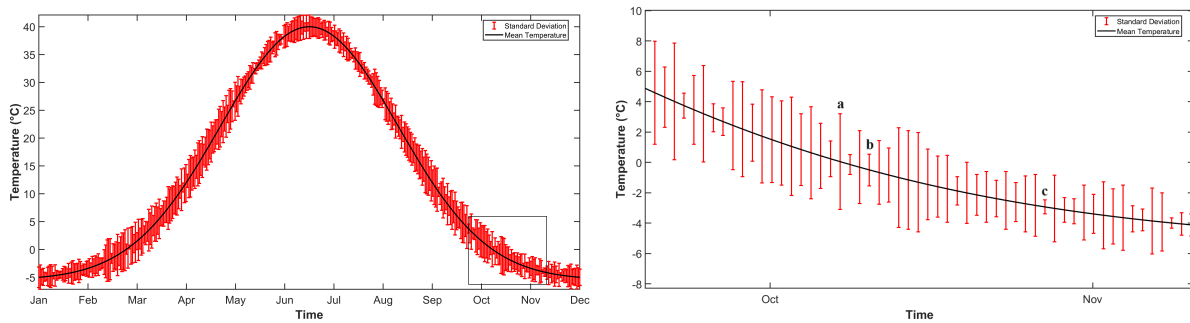 40
35
30
25
20
15
10
5
0
-5
Temperature (°C)
Jan Feb Mar Apr May Jun Jul Aug Sep Oct Nov Dec
Time
Standard Deviation
Mean Temperature
10
8
6
4
2
0
-2
-4
-6
-8
Temperature (°C)
a
b
c
Oct Nov
Time
Standard Deviation
Mean Temperature